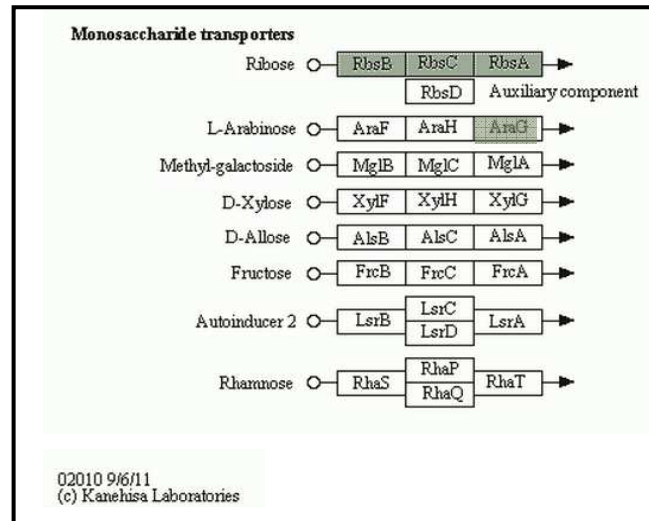 Monosaccharide transporters
Ribose RbsB RbsC RbsA
RbsD Auxiliary component
L-Arabinose AraF AraH AraG
Methyl-galactoside MglB MglC MglA
D-Xylose XylF XylH XylG
D-Allose AlsB AlsC AlsA
Fructose FrcB FrcC FrcA
LsrC
Autoinducer 2 LsrB LsrA
LsrD
RhaP
Rhamnose RhaS RhaT
RhaQ
02010 9/6/11
(c) Kanehisa Laboratories